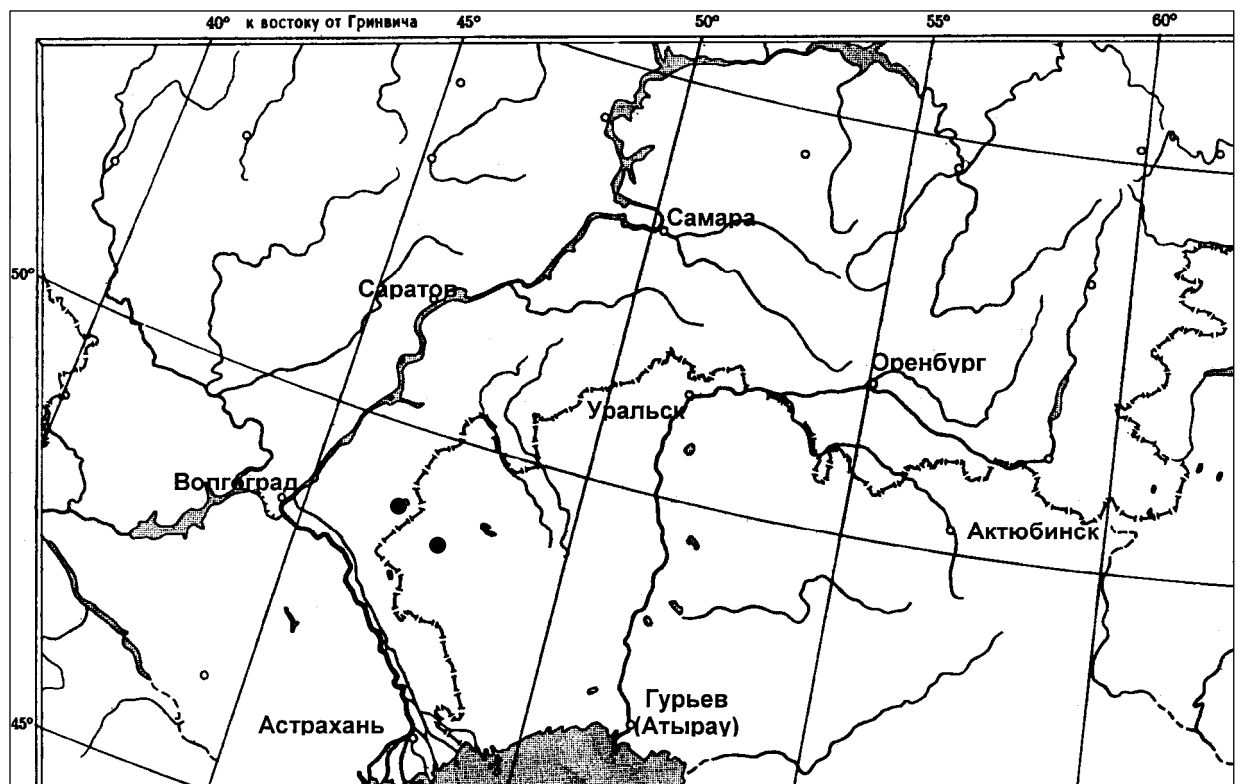 40° к востоку от Гринвича 45° 50° 55° 60°
Самара
50°
Саратов
Оренбург
Уральск
Волгоград
Актюбинск
Гурьев
(Атырау)
Астрахань
45°